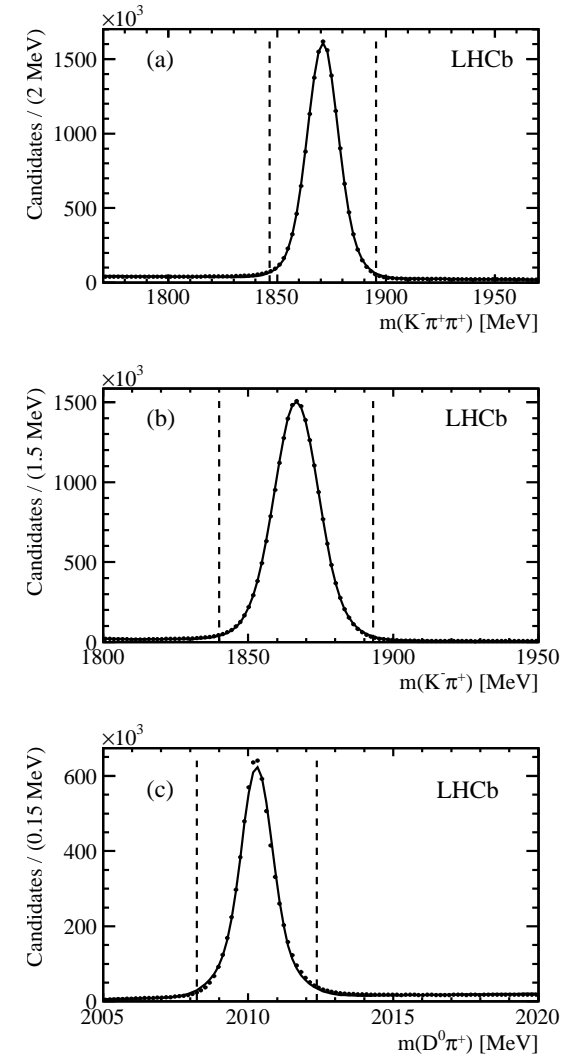 ×10³
(a) LHCb
Candidates / (2 MeV)
1500
1000
500
0
1800 1850 1900 1950
m(K⁻π⁺π⁺) [MeV]
×10³
(b) LHCb
Candidates / (1.5 MeV)
1500
1000
500
0
1800 1850 1900 1950
m(K⁻π⁺) [MeV]
×10³
(c) LHCb
Candidates / (0.15 MeV)
600
400
200
0
2005 2010 2015 2020
m(D⁰π⁺) [MeV]